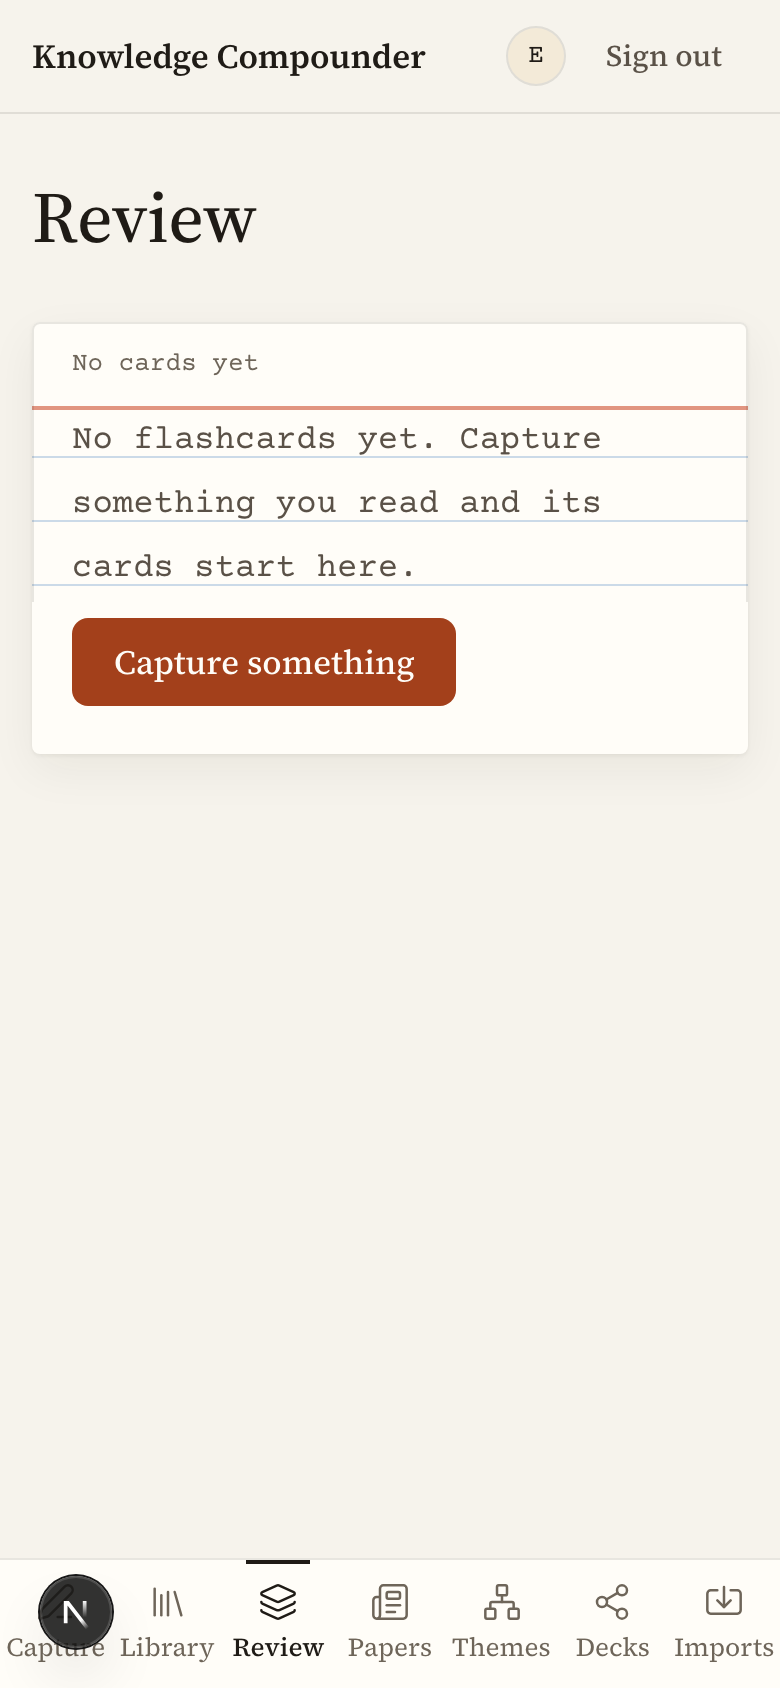 Knowledge Compounder
E
Sign out
Review
No cards yet
No flashcards yet. Capture
something you read and its
cards start here.
Capture something
N
Capture
Library
Review
Papers
Themes
Decks
Imports